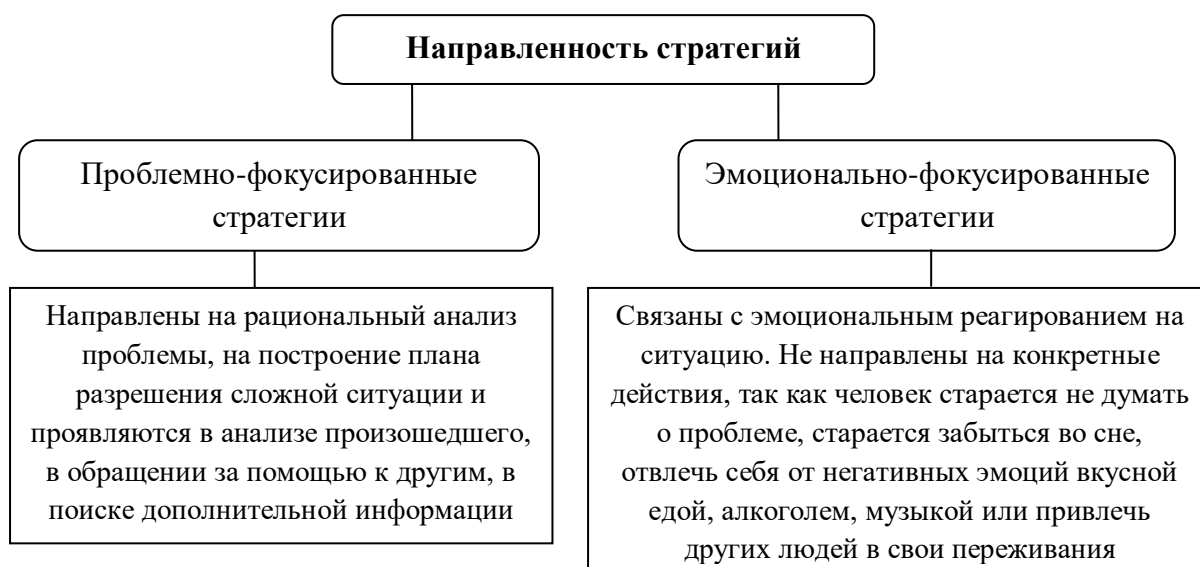 Направленность стратегий
Проблемно-фокусированные
стратегии
Эмоционально-фокусированные
стратегии
Направлены на рациональный анализ
проблемы, на построение плана
разрешения сложной ситуации и
проявляются в анализе произошедшего,
в обращении за помощью к другим, в
поиске дополнительной информации
Связаны с эмоциональным реагированием на
ситуацию. Не направлены на конкретные
действия, так как человек старается не думать
о проблеме, старается забыться во сне,
отвлечь себя от негативных эмоций вкусной
едой, алкоголем, музыкой или привлечь
других людей в свои переживания